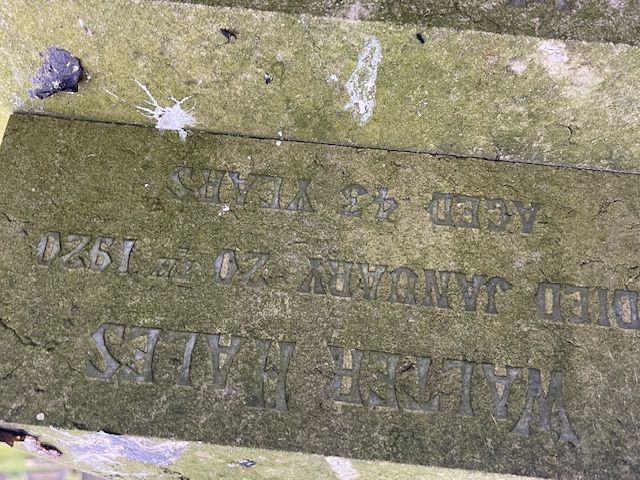 WALTER HALES
DIED JANUARY 20TH 1920
AGED 43 YEARS